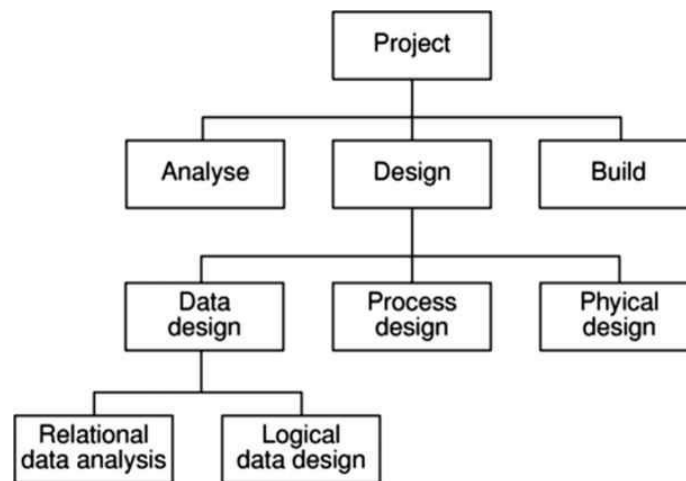 Project
Analyse
Design
Build
Data
design
Process
design
Phyical
design
Relational
data analysis
Logical
data design